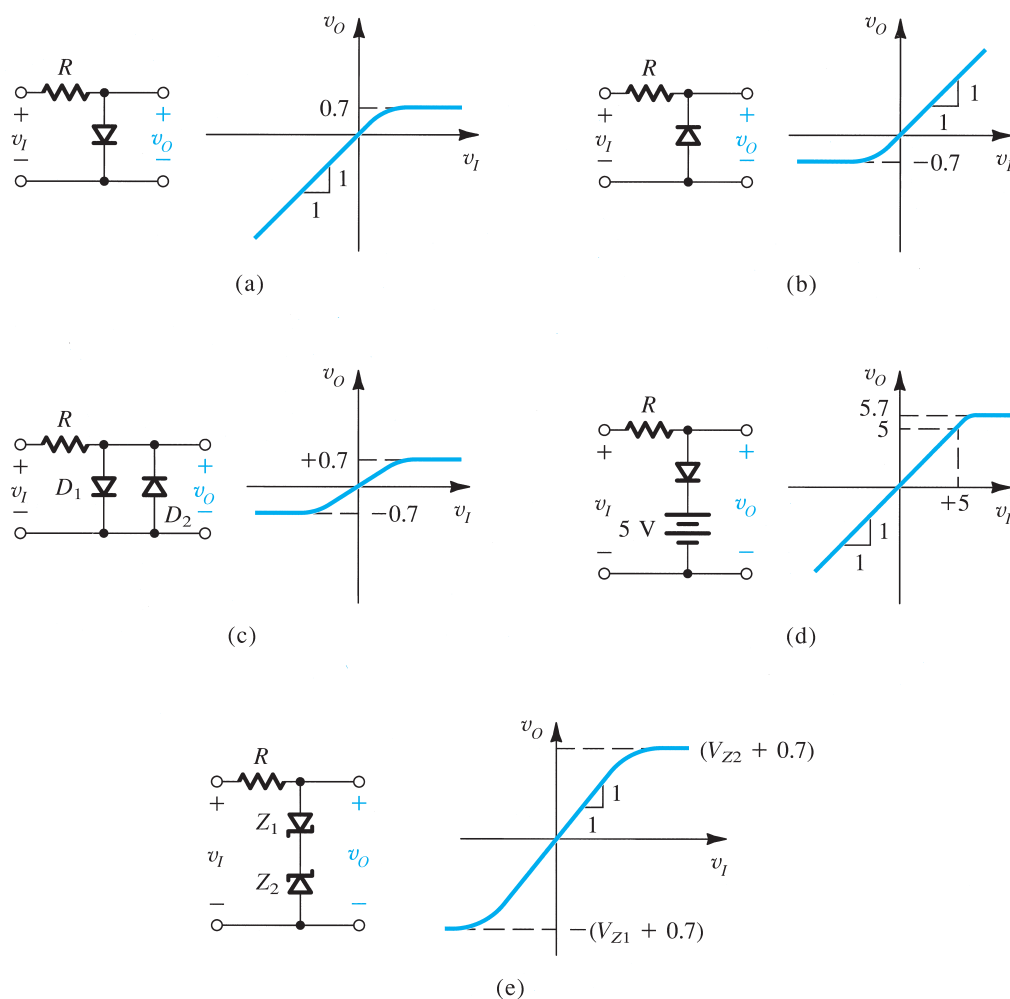 R
+
v_I
−
+
v_O
−
v_O
0.7
1
1
v_I
(a)
R
+
v_I
−
+
v_O
−
v_O
1
1
−0.7
v_I
(b)
R
+
v_I
−
D_1
D_2
+
v_O
−
v_O
+0.7
−0.7
v_I
(c)
R
+
v_I
−
5 V
+
v_O
−
v_O
5.7
5
+5
1
1
v_I
(d)
R
+
v_I
−
Z_1
Z_2
+
v_O
−
v_O
(V_Z2 + 0.7)
1
1
v_I
−(V_Z1 + 0.7)
(e)